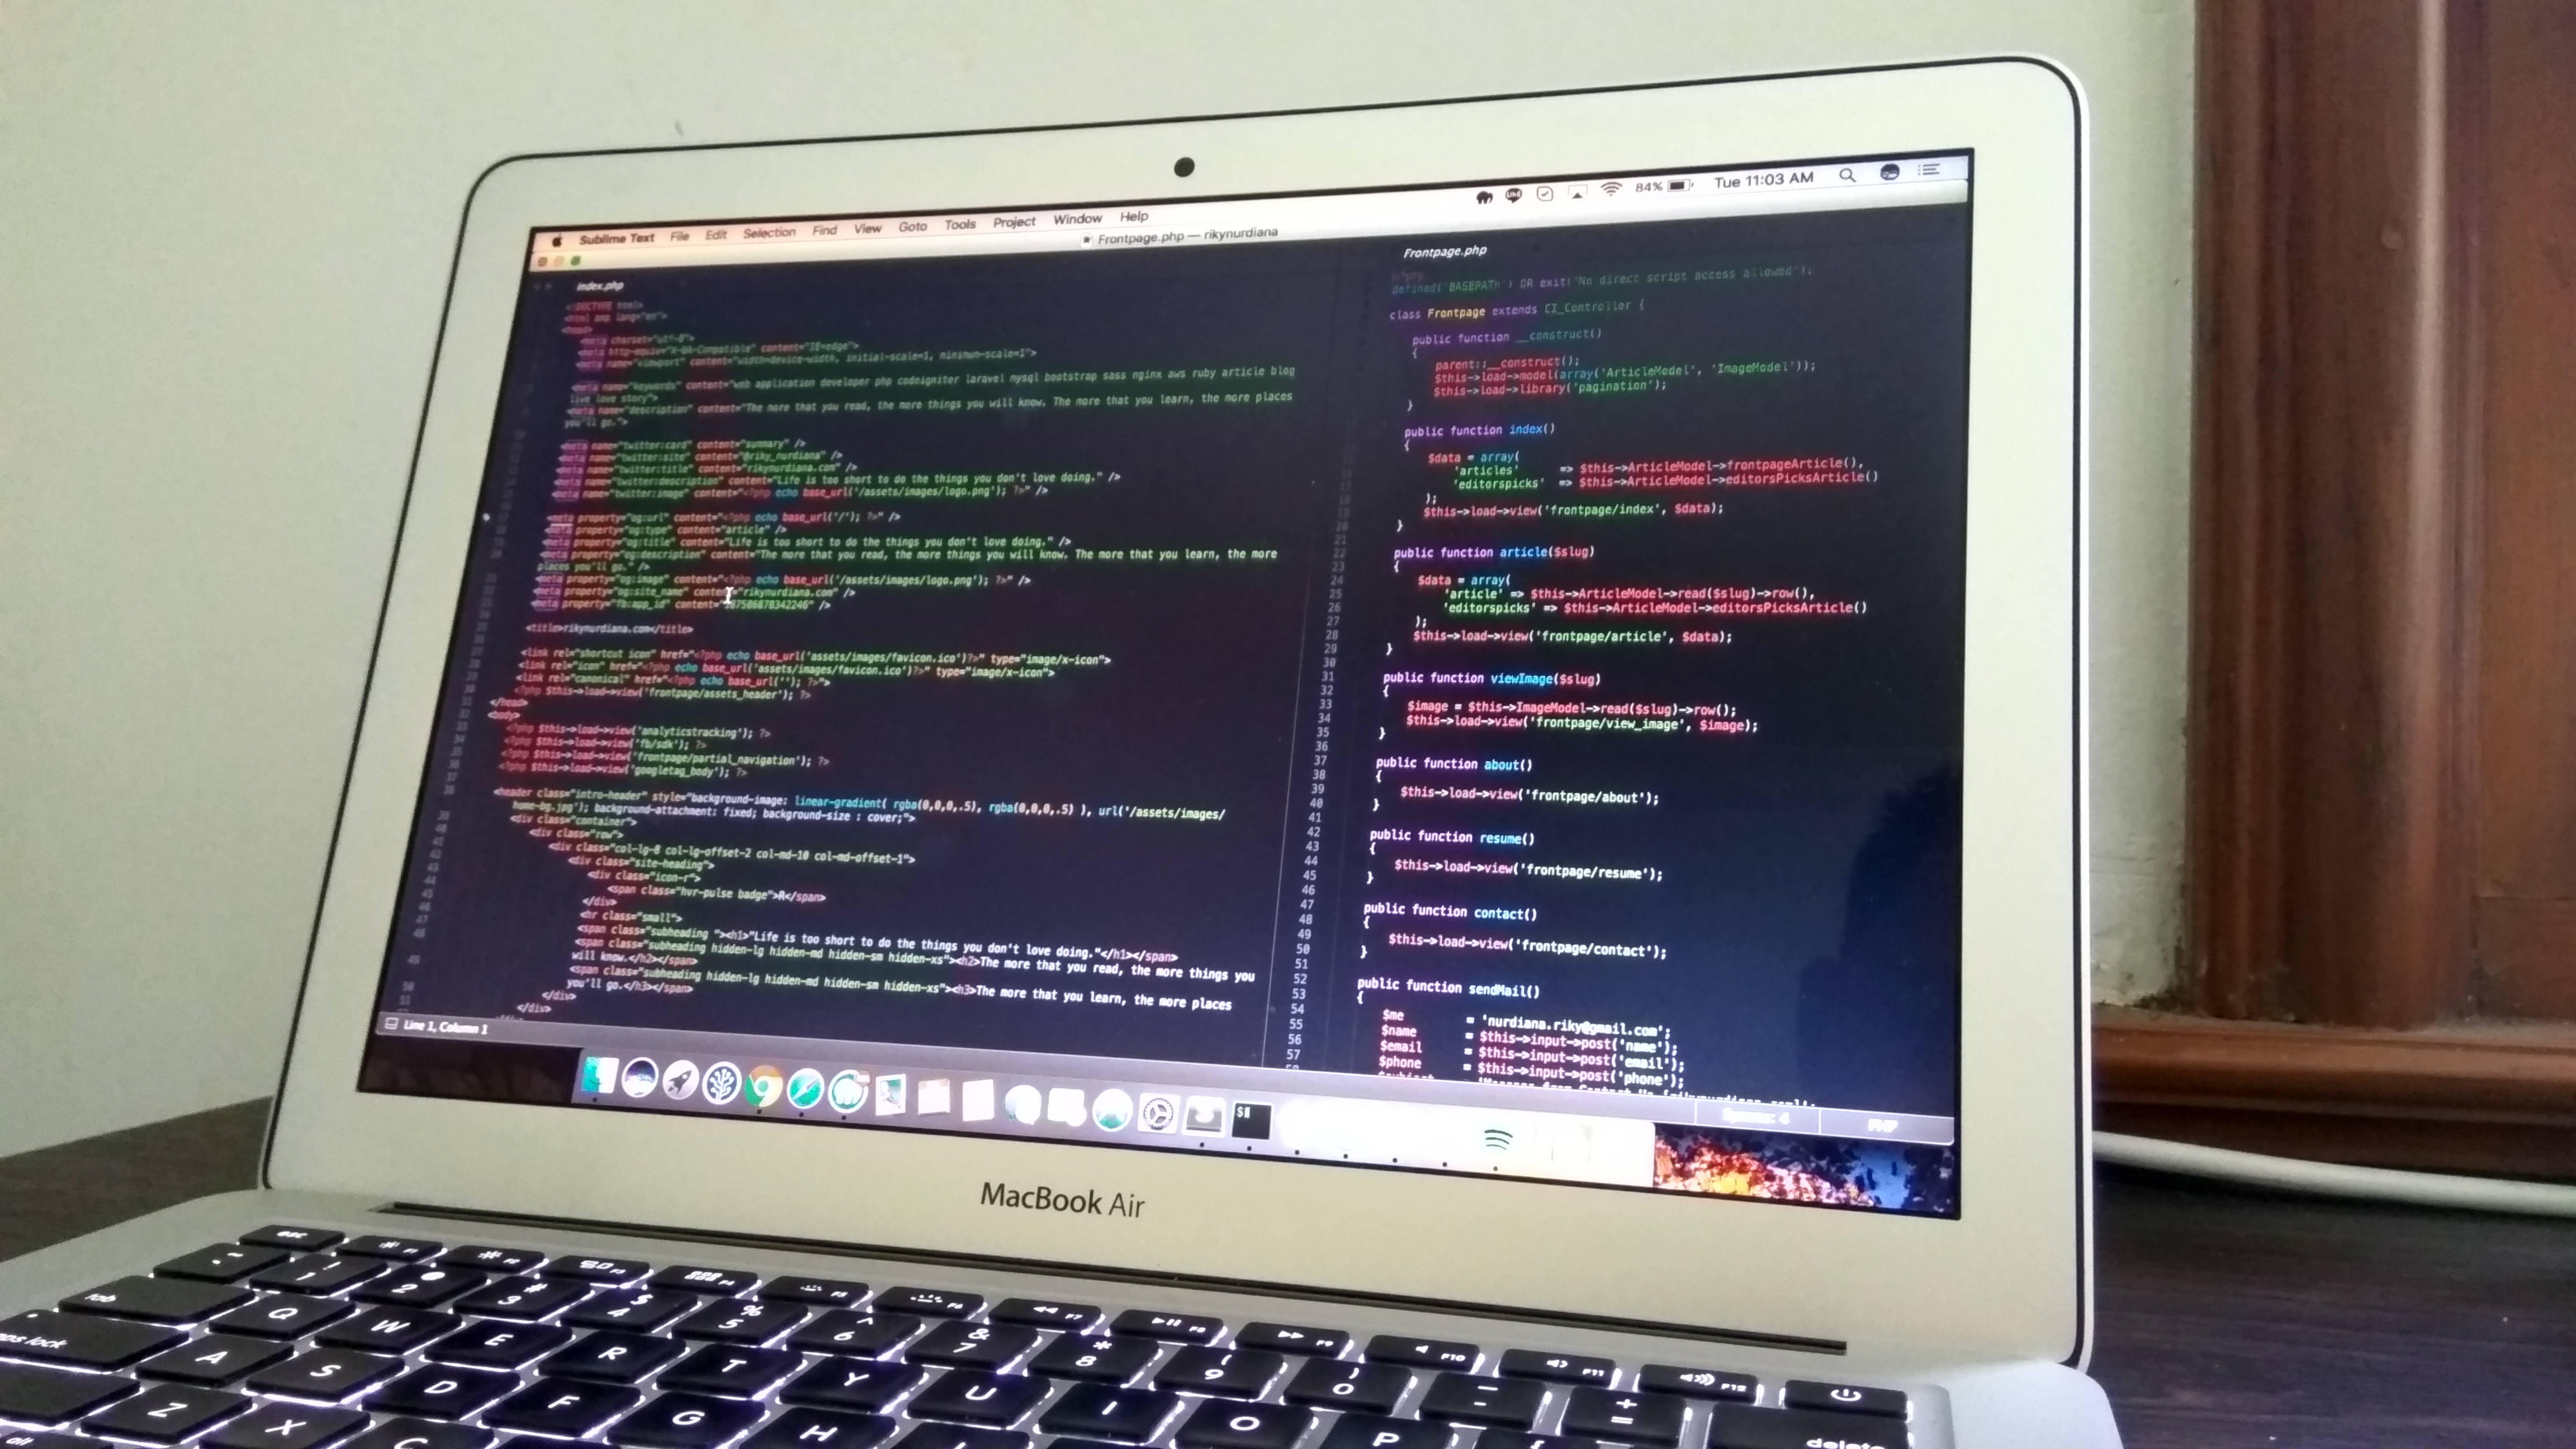 Sublime Text File Edit Selection Find View Goto Tools Project Window Help
84% Tue 11:03 AM
Frontpage.php — rikynurdiana
index.php
<!DOCTYPE html>
<html amp lang="en">
<head>
<meta charset="utf-8">
<meta http-equiv="X-UA-Compatible" content="IE=edge">
<meta name="viewport" content="width=device-width, initial-scale=1, minimum-scale=1">
<meta name="keywords" content="web application developer php codeigniter laravel mysql bootstrap sass nginx aws ruby article blog
live love story">
<meta name="description" content="The more that you read, the more things you will know. The more that you learn, the more places
you'll go.">
<meta name="twitter:card" content="summary" />
<meta name="twitter:site" content="@riky_nurdiana" />
<meta name="twitter:title" content="rikynurdiana.com" />
<meta name="twitter:description" content="Life is too short to do the things you don't love doing." />
<meta name="twitter:image" content="<?php echo base_url('/assets/images/logo.png'); ?>" />
<meta property="og:url" content="<?php echo base_url('/'); ?>" />
<meta property="og:type" content="article" />
<meta property="og:title" content="Life is too short to do the things you don't love doing." />
<meta property="og:description" content="The more that you read, the more things you will know. The more that you learn, the more
places you'll go." />
<meta property="og:image" content="<?php echo base_url('/assets/images/logo.png'); ?>" />
<meta property="og:site_name" content="rikynurdiana.com" />
<meta property="fb:app_id" />
<title>rikynurdiana.com</title>
<link rel="shortcut icon" href="<?php echo base_url('assets/images/favicon.ico')?>" type="image/x-icon">
<link rel="icon" href="<?php echo base_url('assets/images/favicon.ico')?>" type="image/x-icon">
<link rel="canonical" href="<?php echo base_url(''); ?>">
<?php $this->load->view('frontpage/assets_header'); ?>
</head>
<body>
<?php $this->load->view('analyticstracking'); ?>
<?php $this->load->view('fb/sdk'); ?>
<?php $this->load->view('frontpage/partial_navigation'); ?>
<?php $this->load->view('googletag_body'); ?>
<header class="intro-header" style="background-image: linear-gradient( rgba(0,0,0,.5), rgba(0,0,0,.5) ), url('/assets/images/
home-bg.jpg'); background-attachment: fixed; background-size : cover;">
<div class="container">
<div class="row">
<div class="col-lg-8 col-lg-offset-2 col-md-10 col-md-offset-1">
<div class="site-heading">
<div class="icon-r">
<span class="hvr-pulse badge">R</span>
</div>
<hr class="small">
<span class="subheading "><h1>"Life is too short to do the things you don't love doing."</h1></span>
<span class="subheading hidden-lg hidden-md hidden-sm hidden-xs"><h2>The more that you read, the more things you
will know.</h2></span>
<span class="subheading hidden-lg hidden-md hidden-sm hidden-xs"><h3>The more that you learn, the more places
you'll go.</h3></span>
</div>
</div>
Line 1, Column 1
Frontpage.php
<?php
defined('BASEPATH') OR exit('No direct script access allowed');
class Frontpage extends CI_Controller {
public function __construct()
{
parent::__construct();
$this->load->model(array('ArticleModel', 'ImageModel'));
$this->load->library('pagination');
}
public function index()
{
$data = array(
'articles' => $this->ArticleModel->frontpageArticle(),
'editorspicks' => $this->ArticleModel->editorsPicksArticle()
);
$this->load->view('frontpage/index', $data);
20 }
21
22 public function article($slug)
23 {
24 $data = array(
25 'article' => $this->ArticleModel->read($slug)->row(),
26 'editorspicks' => $this->ArticleModel->editorsPicksArticle()
27 );
28 $this->load->view('frontpage/article', $data);
29 }
30
31 public function viewImage($slug)
32 {
33 $image = $this->ImageModel->read($slug)->row();
34 $this->load->view('frontpage/view_image', $image);
35 }
36
37 public function about()
38 {
39 $this->load->view('frontpage/about');
40 }
41
42 public function resume()
43 {
44 $this->load->view('frontpage/resume');
45 }
46
47 public function contact()
48 {
49 $this->load->view('frontpage/contact');
50 }
51
52 public function sendMail()
53 {
54 $me = 'nurdiana.riky@gmail.com';
55 $name = $this->input->post('name');
56 $email = $this->input->post('email');
57 $phone = $this->input->post('phone');
Spaces: 4 PHP
MacBook Air
esc F1 F2 F3 F4 F5 F6 F7 F8 F9 F10 F11 F12
~ ! 1 2 # 3 $ 4 % 5 ^ 6 & 7 * 8 ( 9 ) 0 - + = delete
tab Q W E R T Y U I O P {
caps lock A S D F G H
Z X C
alt